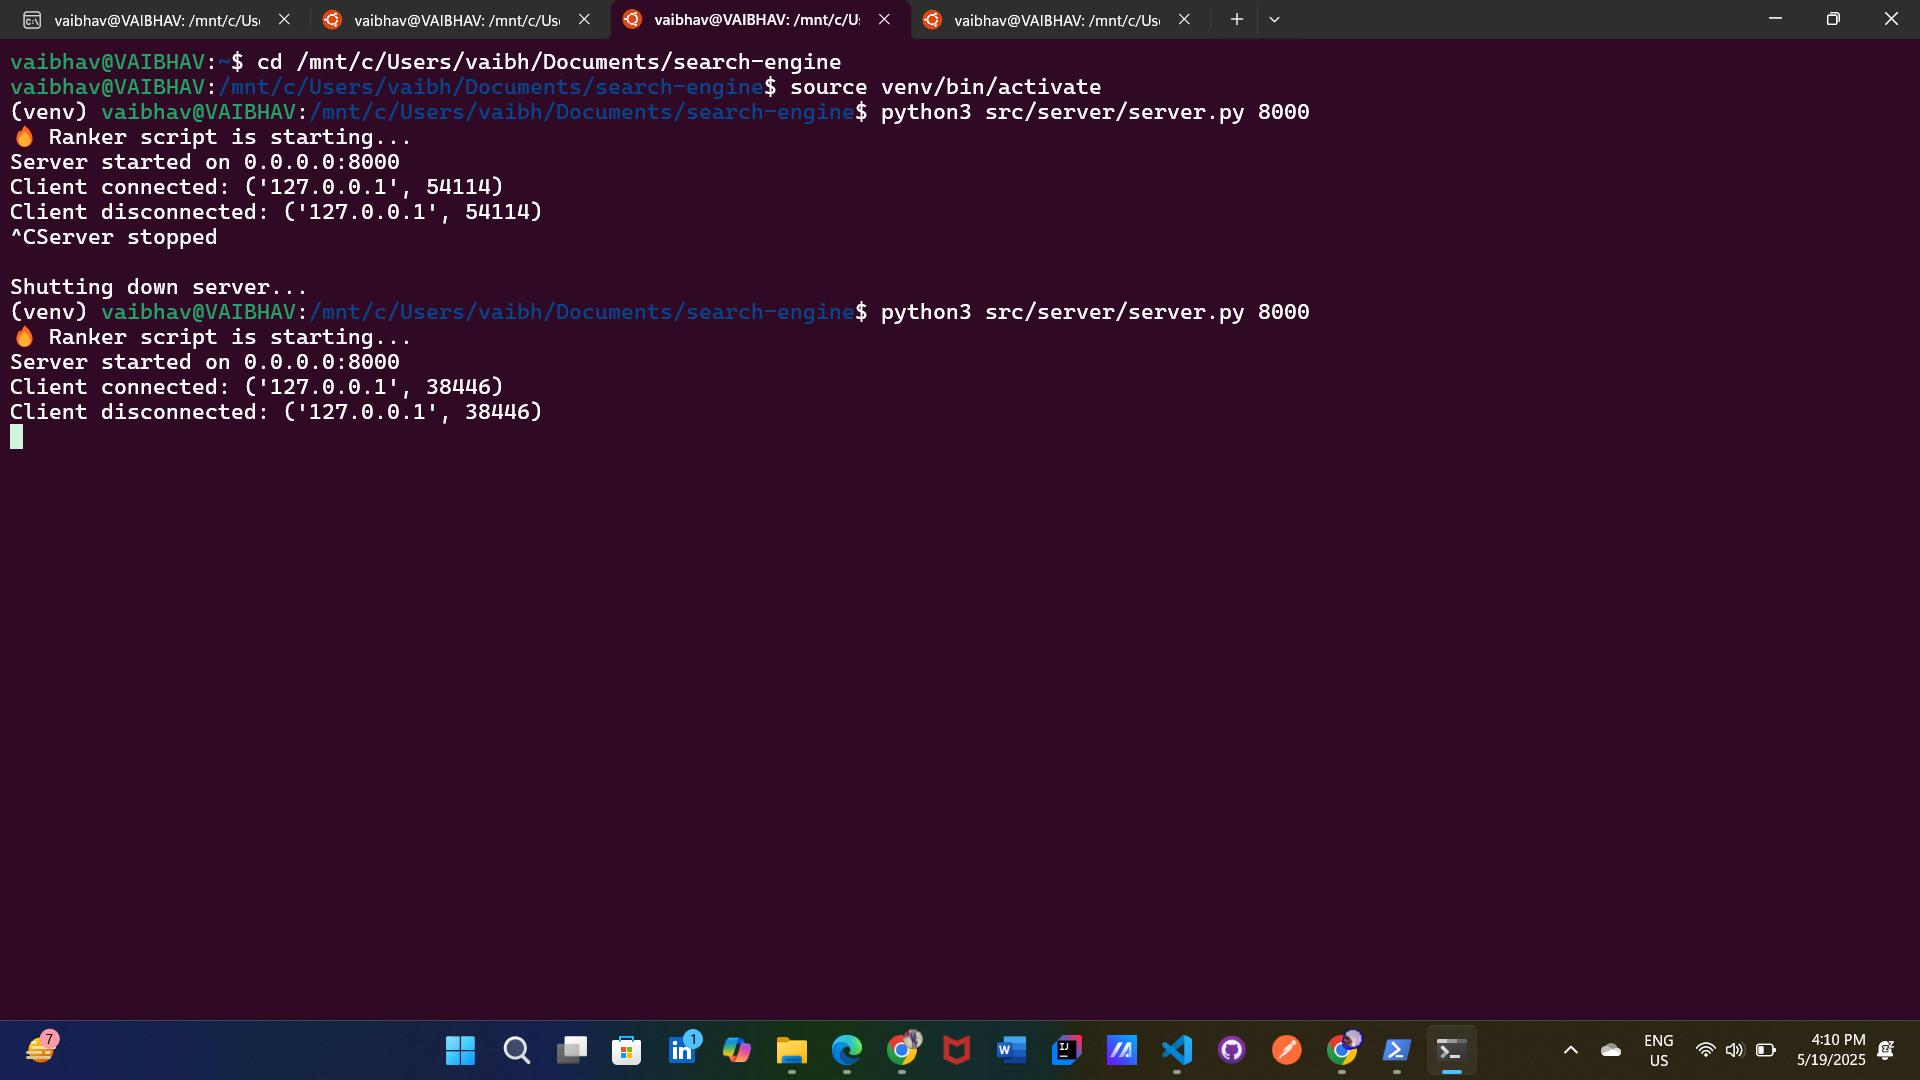 vaibhav@VAIBHAV: /mnt/c/Us
vaibhav@VAIBHAV: /mnt/c/Us
vaibhav@VAIBHAV: /mnt/c/U
vaibhav@VAIBHAV: /mnt/c/Us
vaibhav@VAIBHAV:~$ cd /mnt/c/Users/vaibh/Documents/search-engine
vaibhav@VAIBHAV:/mnt/c/Users/vaibh/Documents/search-engine$ source venv/bin/activate
(venv) vaibhav@VAIBHAV:/mnt/c/Users/vaibh/Documents/search-engine$ python3 src/server/server.py 8000
🔥 Ranker script is starting...
Server started on 0.0.0.0:8000
Client connected: ('127.0.0.1', 54114)
Client disconnected: ('127.0.0.1', 54114)
^CServer stopped
Shutting down server...
(venv) vaibhav@VAIBHAV:/mnt/c/Users/vaibh/Documents/search-engine$ python3 src/server/server.py 8000
🔥 Ranker script is starting...
Server started on 0.0.0.0:8000
Client connected: ('127.0.0.1', 38446)
Client disconnected: ('127.0.0.1', 38446)
7
1
ENG
US
4:10 PM
5/19/2025